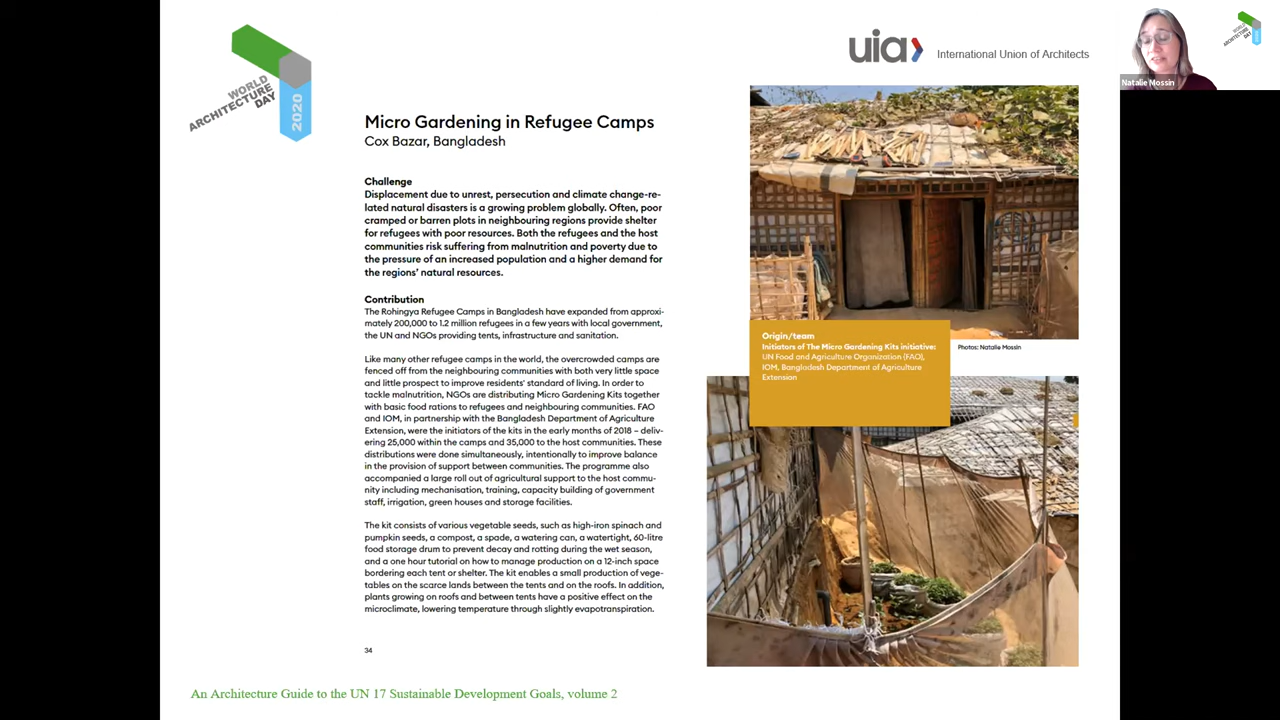 WORLD
ARCHITECTURE
DAY
2020
uia
International Union of Architects
Natalie Mossin
WORLD
ARCHITECTURE
DAY
Micro Gardening in Refugee Camps
Cox Bazar, Bangladesh
Challenge
Displacement due to unrest, persecution and climate change-re-
lated natural disasters is a growing problem globally. Often, poor
cramped or barren plots in neighbouring regions provide shelter
for refugees with poor resources. Both the refugees and the host
communities risk suffering from malnutrition and poverty due to
the pressure of an increased population and a higher demand for
the regions' natural resources.
Contribution
The Rohingya Refugee Camps in Bangladesh have expanded from approxi-
mately 200,000 to 1.2 million refugees in a few years with local government,
the UN and NGOs providing tents, infrastructure and sanitation.
Like many other refugee camps in the world, the overcrowded camps are
fenced off from the neighbouring communities with both very little space
and little prospect to improve residents' standard of living. In order to
tackle malnutrition, NGOs are distributing Micro Gardening Kits together
with basic food rations to refugees and neighbouring communities. FAO
and IOM, in partnership with the Bangladesh Department of Agriculture
Extension, were the initiators of the kits in the early months of 2018 – deliv-
ering 25,000 within the camps and 35,000 to the host communities. These
distributions were done simultaneously, intentionally to improve balance
in the provision of support between communities. The programme also
accompanied a large roll out of agricultural support to the host commu-
nity including mechanisation, training, capacity building of government
staff, irrigation, green houses and storage facilities.
The kit consists of various vegetable seeds, such as high-iron spinach and
pumpkin seeds, a compost, a spade, a watering can, a watertight, 60-litre
food storage drum to prevent decay and rotting during the wet season,
and a one hour tutorial on how to manage production on a 12-inch space
bordering each tent or shelter. The kit enables a small production of vege-
tables on the scarce lands between the tents and on the roofs. In addition,
plants growing on roofs and between tents have a positive effect on the
microclimate, lowering temperature through slightly evapotranspiration.
34
Origin/team
Initiators of The Micro Gardening Kits initiative:
UN Food and Agriculture Organization (FAO),
IOM, Bangladesh Department of Agriculture
Extension
Photos: Natalie Mossin
An Architecture Guide to the UN 17 Sustainable Development Goals, volume 2